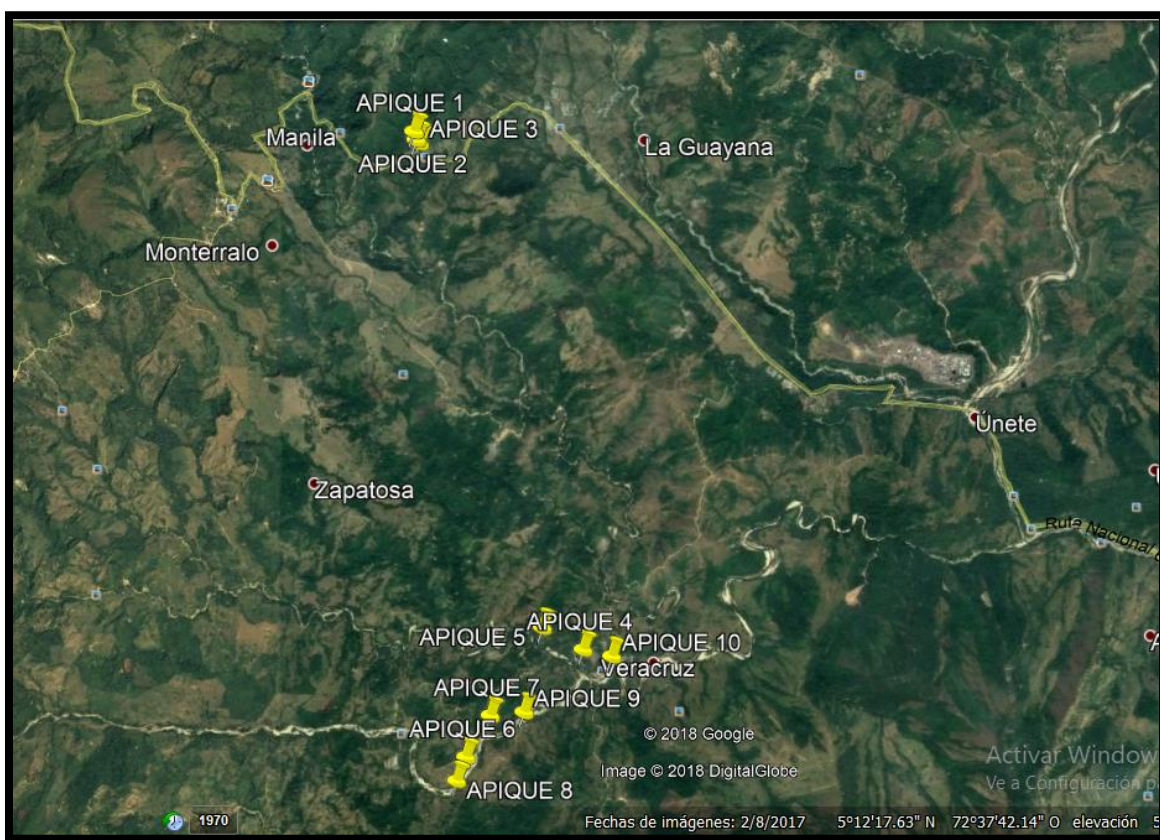 APIQUE 1
APIQUE 3
Manila
La Guayana
APIQUE 2
Monterralo
Únete
Zapatosa
Ruta Nacional
APIQUE 4
APIQUE 5
APIQUE 10
Veracruz
APIQUE 7
APIQUE 9
APIQUE 6
© 2018 Google
Activar Window
Image © 2018 DigitalGlobe
Ve a Configuración p
APIQUE 8
1970
Fechas de imágenes: 2/8/2017 5°12'17.63" N 72°37'42.14" O elevación 5